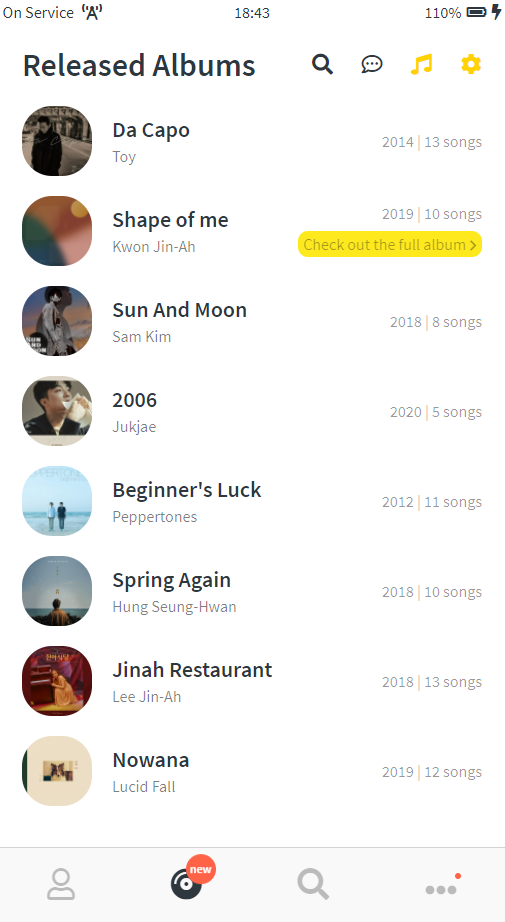 On Service 18:43 110%
Released Albums
Da Capo
Toy
2014 | 13 songs
Shape of me
Kwon Jin-Ah
2019 | 10 songs
Check out the full album >
Sun And Moon
Sam Kim
2018 | 8 songs
2006
Jukjae
2020 | 5 songs
Beginner's Luck
Peppertones
2012 | 11 songs
Spring Again
Hung Seung-Hwan
2018 | 10 songs
Jinah Restaurant
Lee Jin-Ah
2018 | 13 songs
Nowana
Lucid Fall
2019 | 12 songs
new